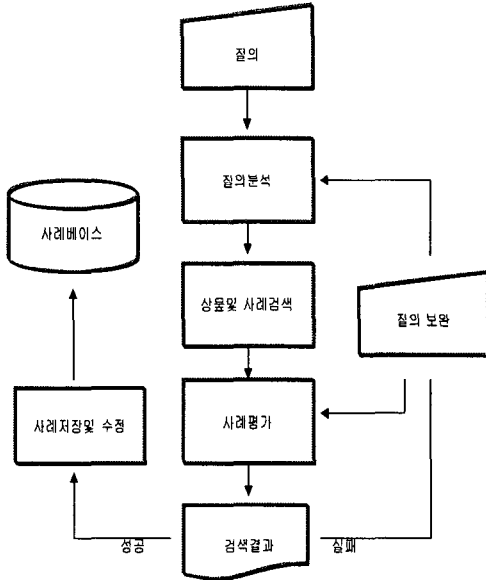 질의
질의분석
사례베이스
상품및 사례검색
질의 보완
사례저장및 수정
사례평가
성공
검색결과
실패